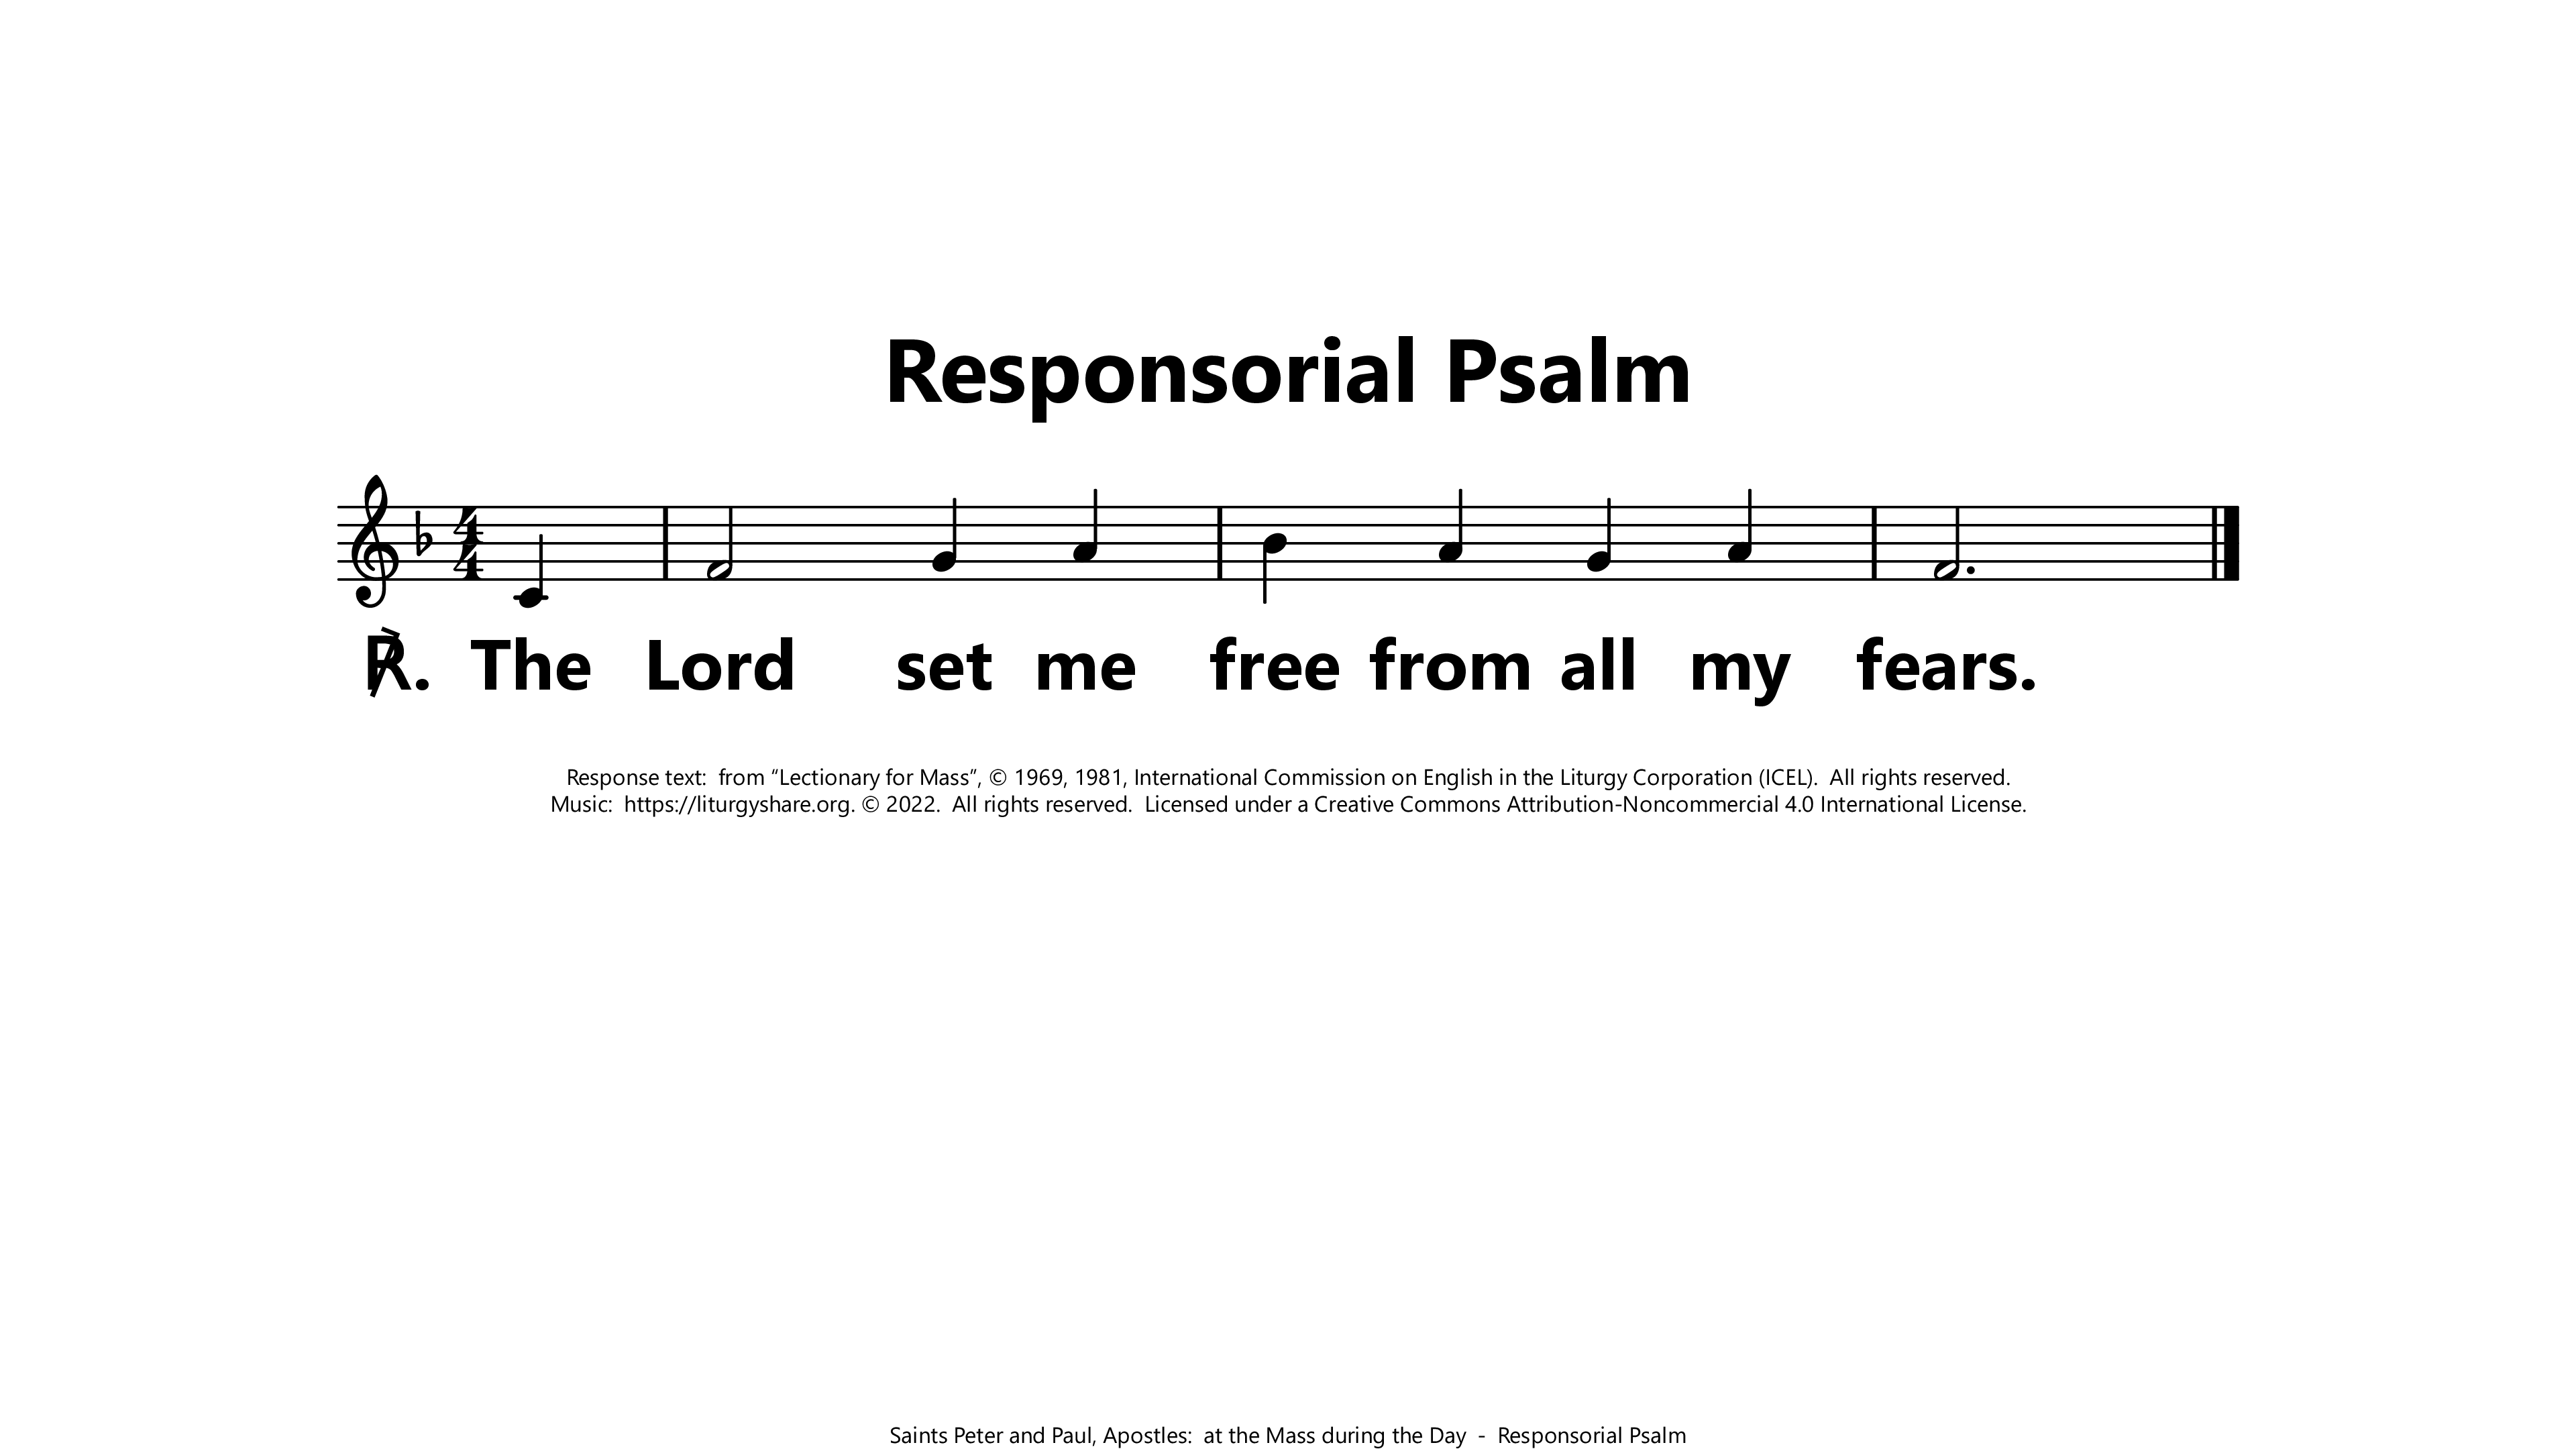 Responsorial Psalm
4
4
℟. The Lord set me free from all my fears.
Response text:  from “Lectionary for Mass”, © 1969, 1981, International Commission on English in the Liturgy Corporation (ICEL).  All rights reserved.
Music:  https://liturgyshare.org. © 2022.  All rights reserved.  Licensed under a Creative Commons Attribution-Noncommercial 4.0 International License.
Saints Peter and Paul, Apostles:  at the Mass during the Day  -  Responsorial Psalm